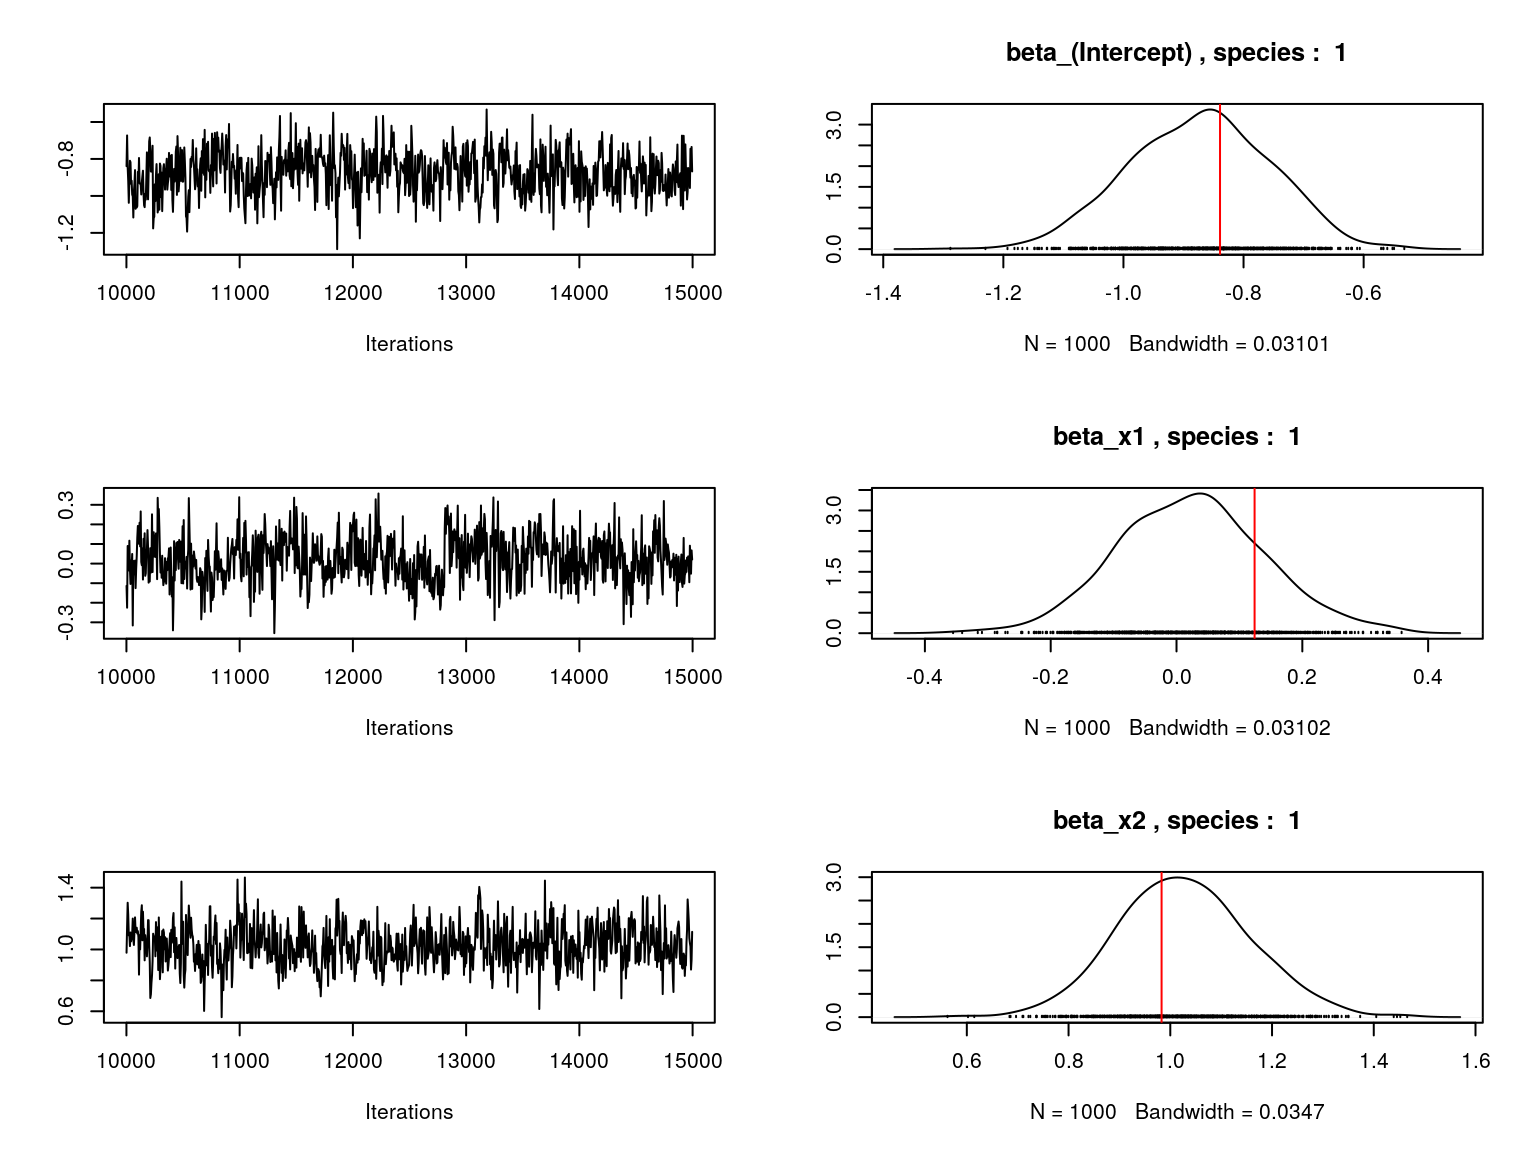 beta_(Intercept) , species :  1
3.0
1.5
0.0
-0.8
-1.2
10000 11000 12000 13000 14000 15000
-1.4 -1.2 -1.0 -0.8 -0.6
Iterations
N = 1000   Bandwidth = 0.03101
beta_x1 , species :  1
0.3
0.0
-0.3
3.0
1.5
0.0
10000 11000 12000 13000 14000 15000
-0.4 -0.2 0.0 0.2 0.4
Iterations
N = 1000   Bandwidth = 0.03102
beta_x2 , species :  1
1.4
1.0
0.6
3.0
1.5
0.0
10000 11000 12000 13000 14000 15000
0.6 0.8 1.0 1.2 1.4 1.6
Iterations
N = 1000   Bandwidth = 0.0347